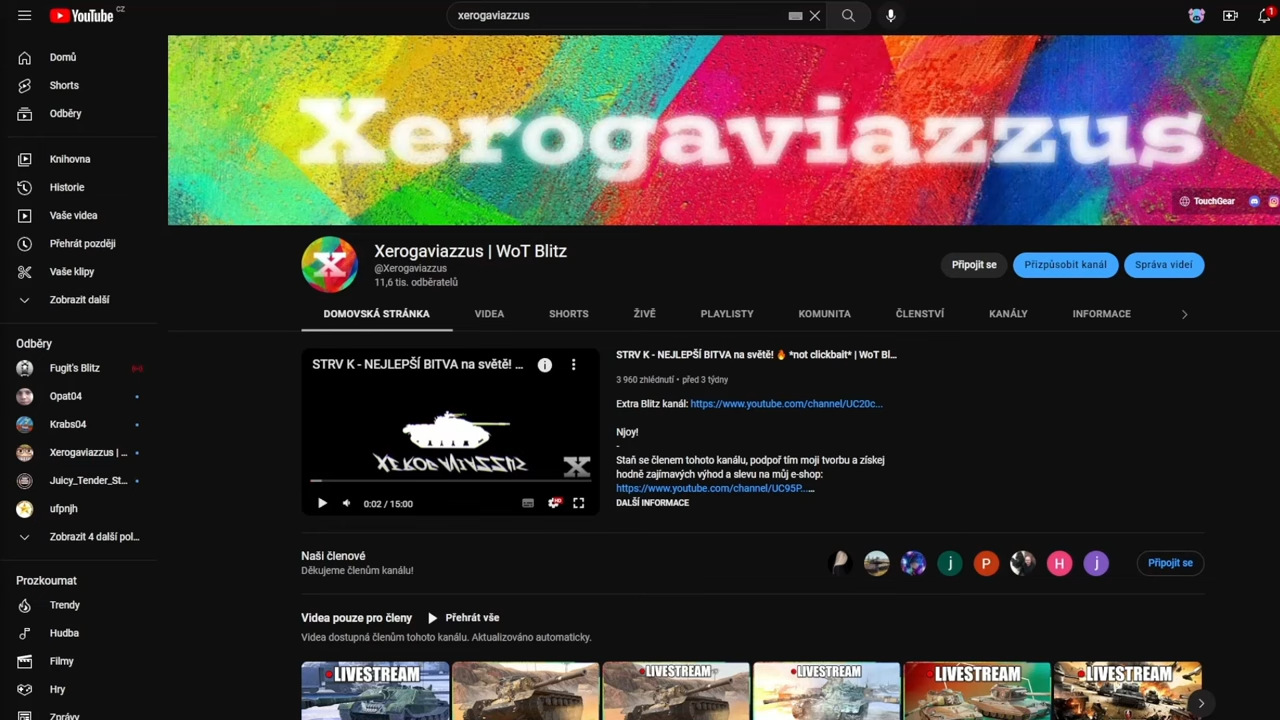 YouTube CZ
xerogaviazzus
1
Domů
Shorts
Odběry
Knihovna
Historie
Vaše videa
Přehrát později
Vaše klipy
Zobrazit další
Odběry
Fugit's Blitz
Opat04
Krabs04
Xerogaviazzus | ...
Juicy_Tender_St...
ufpnjh
Zobrazit 4 další pol...
Prozkoumat
Trendy
Hudba
Filmy
Hry
Zprávy
Xerogaviazzus
TouchGear
X
Xerogaviazzus | WoT Blitz
@Xerogaviazzus
11,6 tis. odběratelů
Připojit se
Přizpůsobit kanál
Správa videí
DOMOVSKÁ STRÁNKA
VIDEA
SHORTS
ŽIVĚ
PLAYLISTY
KOMUNITA
ČLENSTVÍ
KANÁLY
INFORMACE
STRV K - NEJLEPŠÍ BITVA na světě! ...
X
0:02 / 15:00
HD
STRV K - NEJLEPŠÍ BITVA na světě! 🔥 *not clickbait* | WoT Bl...
3 960 zhlédnutí • před 3 týdny
Extra Blitz kanál: https://www.youtube.com/channel/UC20c...
Njoy!
-
Staň se členem tohoto kanálu, podpoř tím moji tvorbu a získej
hodně zajímavých výhod a slevu na můj e-shop:
https://www.youtube.com/channel/UC95P...…
DALŠÍ INFORMACE
Naši členové
Děkujeme členům kanálu!
j
P
H
j
Připojit se
Videa pouze pro členy
Přehrát vše
Videa dostupná členům tohoto kanálu. Aktualizováno automaticky.
LIVESTREAM
LIVESTREAM
LIVESTREAM
LIVESTREAM
LIVESTREAM